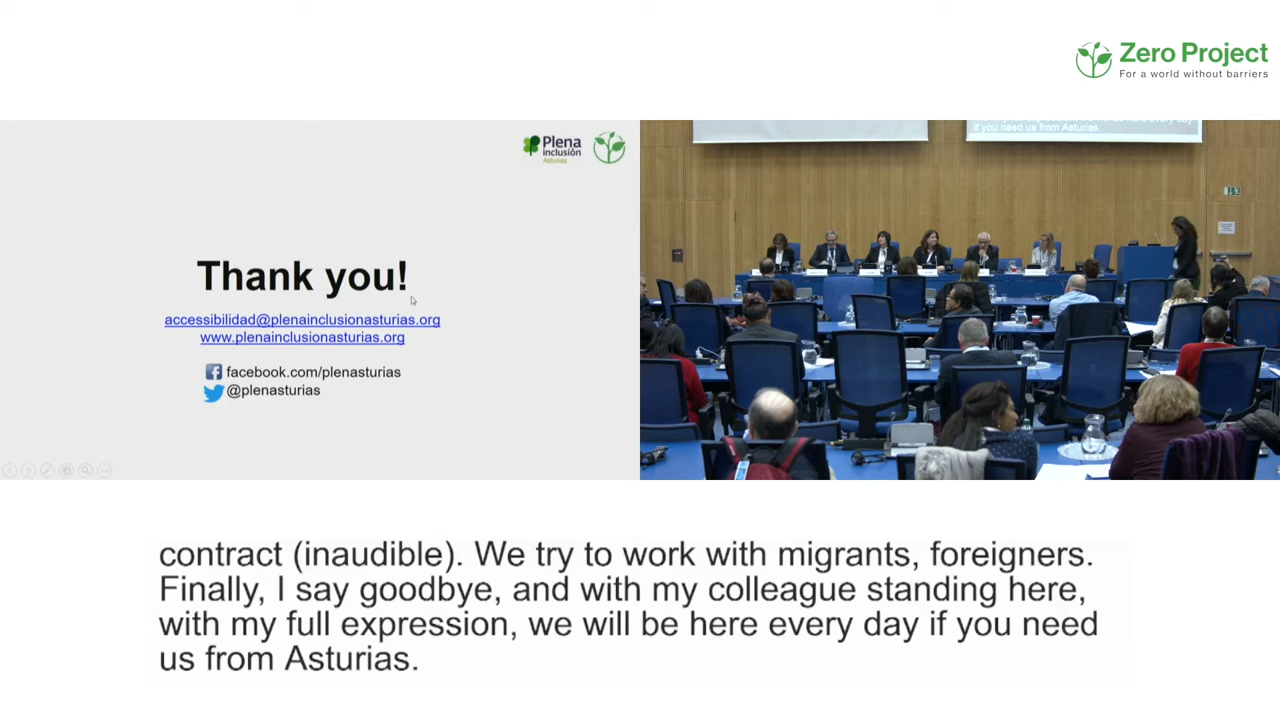 Zero Project
For a world without barriers
Plena
inclusión
Asturias
if you need us from Asturias.
Thank you!
accessibilidad@plenainclusionasturias.org
www.plenainclusionasturias.org
facebook.com/plenasturias
@plenasturias
contract (inaudible). We try to work with migrants, foreigners.
Finally, I say goodbye, and with my colleague standing here,
with my full expression, we will be here every day if you need
us from Asturias.